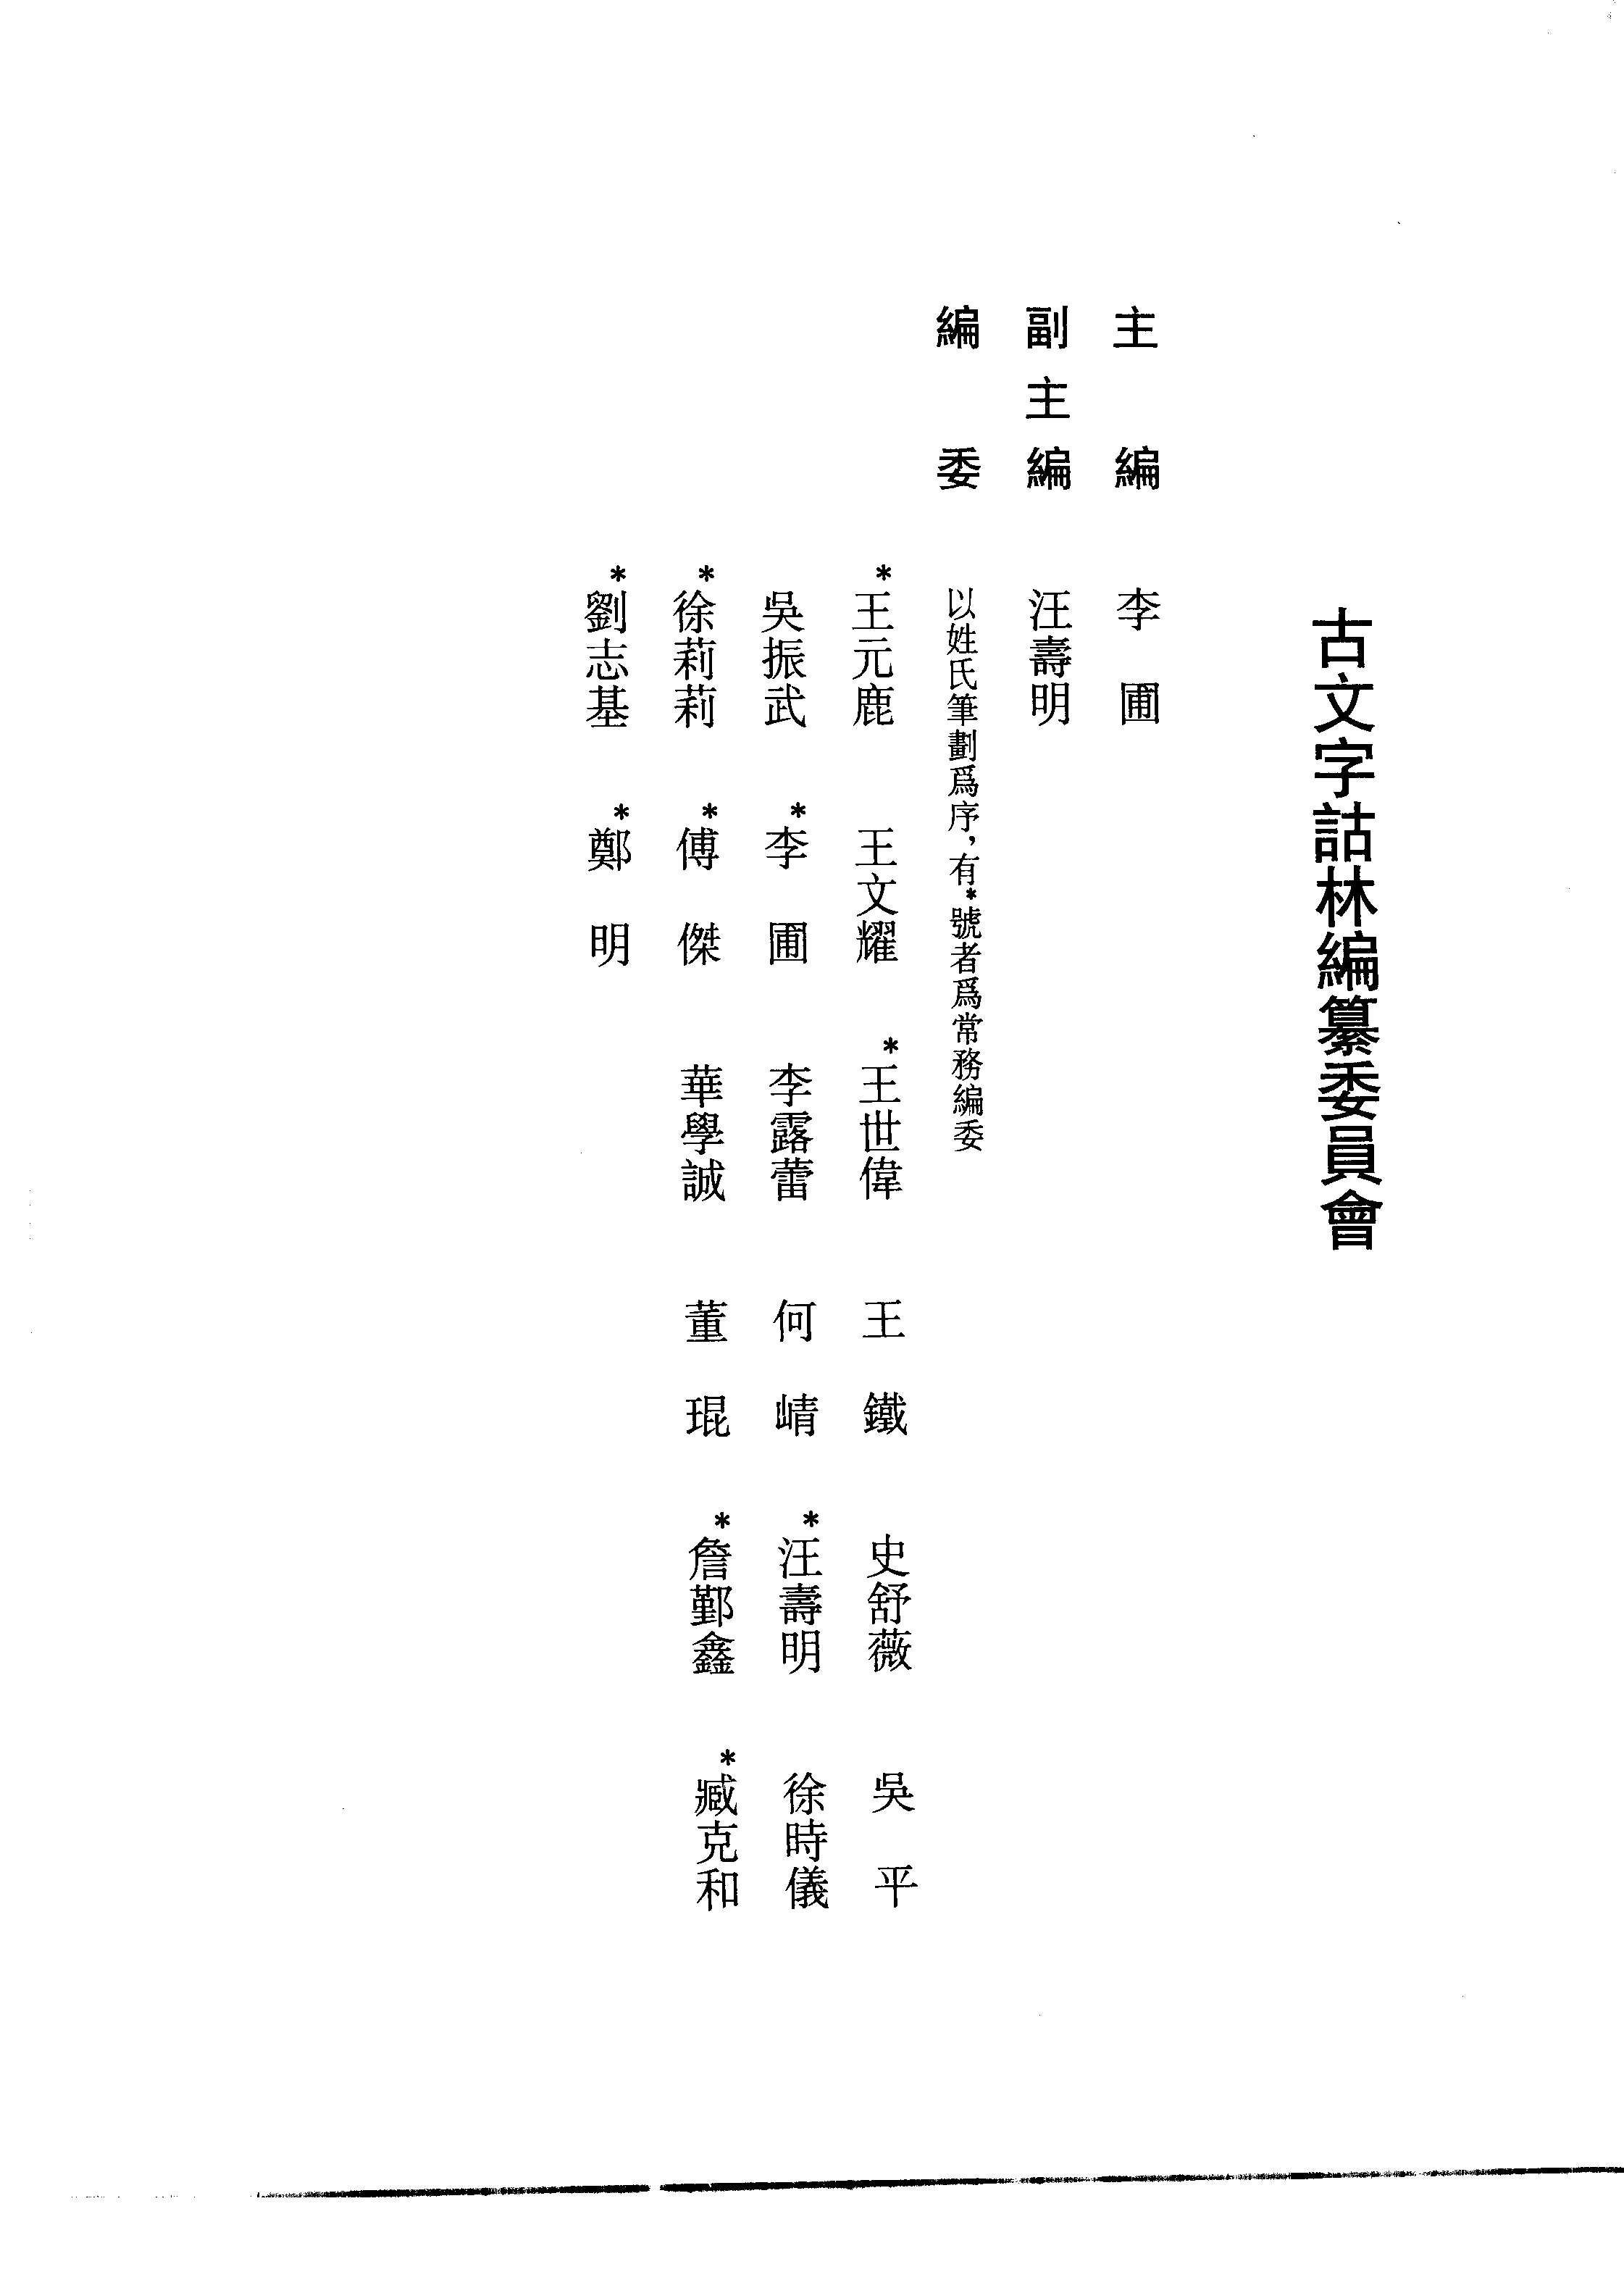 古文字詁林編纂委員會
主 編 李 圃
副主編 汪壽明
編 委 以姓氏筆劃爲序，有*號者爲常務編委
*王元鹿 王文耀 *王世偉 王 鐵 史舒薇 吳 平
吳振武 *李 圃 李露蕾 何 崝 *汪壽明 徐時儀
*徐莉莉 *傅 傑 華學誠 董 琨 *詹鄞鑫 *臧克和
*劉志基 *鄭 明